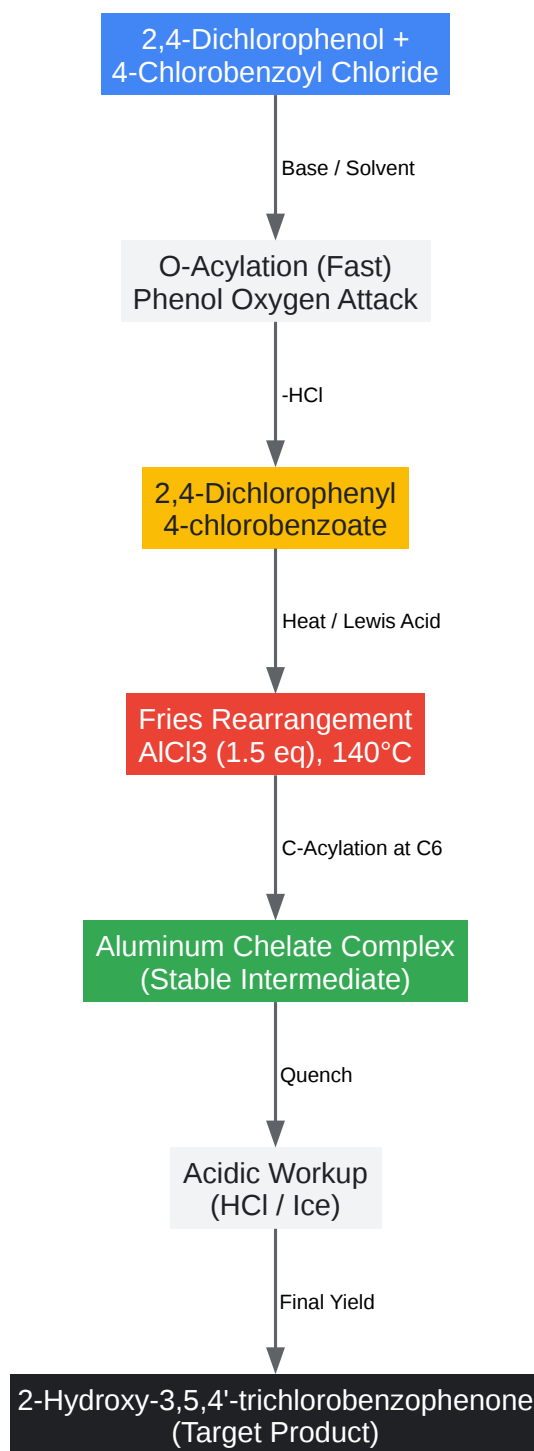 2,4-Dichlorophenol +
4-Chlorobenzoyl Chloride
Base / Solvent
O-Acylation (Fast)
Phenol Oxygen Attack
-HCl
2,4-Dichlorophenyl
4-chlorobenzoate
Heat / Lewis Acid
Fries Rearrangement
AlCl3 (1.5 eq), 140°C
C-Acylation at C6
Aluminum Chelate Complex
(Stable Intermediate)
Quench
Acidic Workup
(HCl / Ice)
Final Yield
2-Hydroxy-3,5,4'-trichlorobenzophenone
(Target Product)